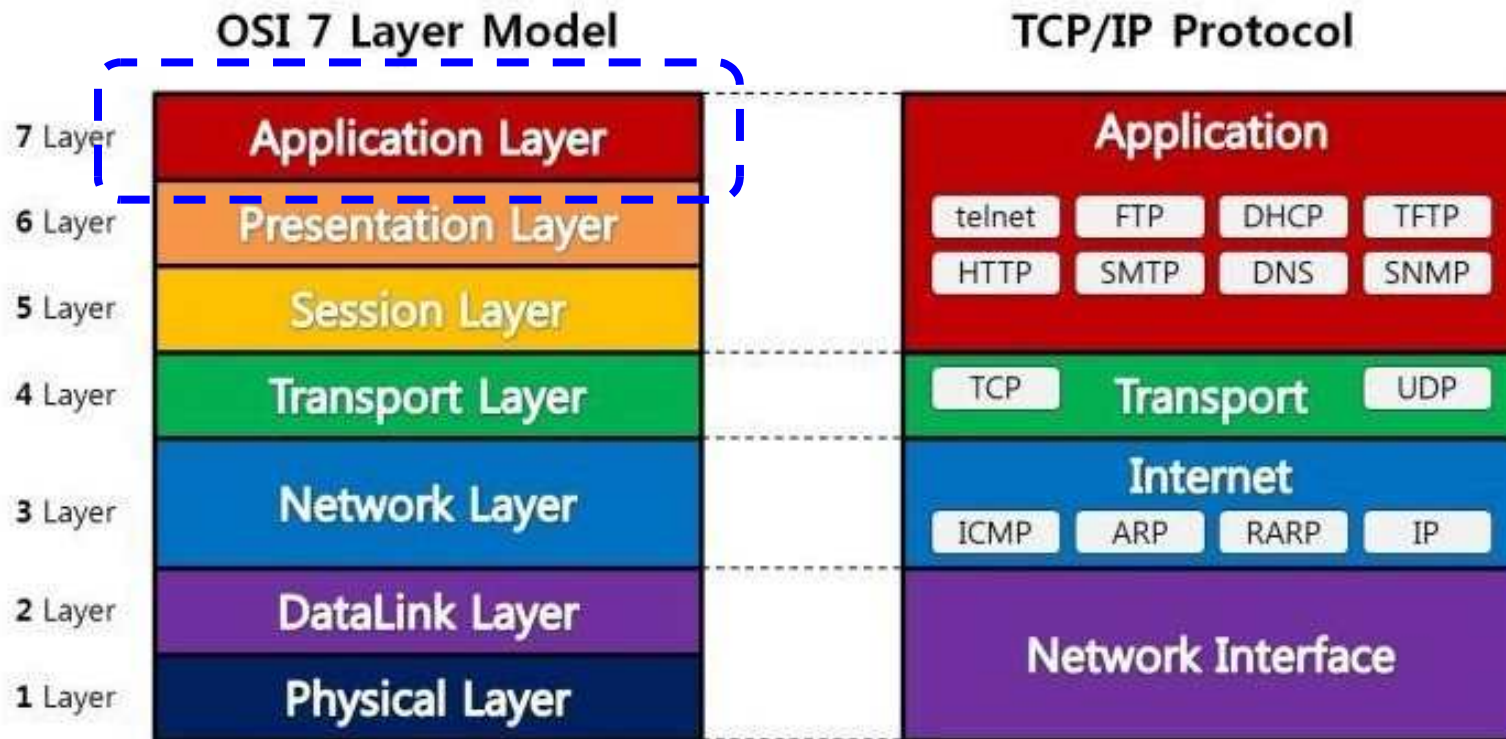 OSI 7 Layer Model
TCP/IP Protocol
7 Layer
Application Layer
6 Layer
Presentation Layer
5 Layer
Session Layer
4 Layer
Transport Layer
3 Layer
Network Layer
2 Layer
DataLink Layer
1 Layer
Physical Layer
Application
telnet FTP DHCP TFTP
HTTP SMTP DNS SNMP
TCP Transport UDP
Internet
ICMP ARP RARP IP
Network Interface